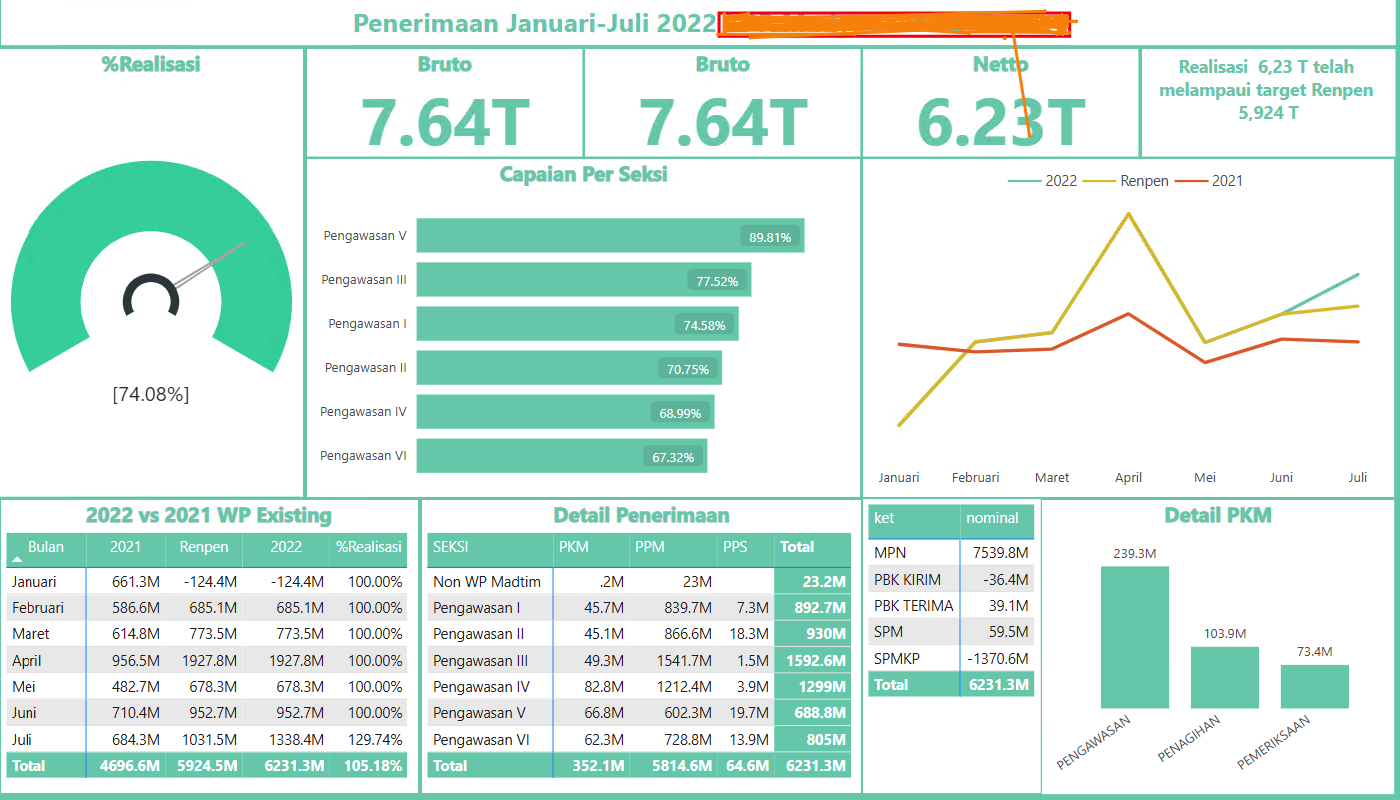 Penerimaan Januari-Juli 2022
%Realisasi
[74.08%]
Bruto
7.64T
Bruto
7.64T
Netto
6.23T
Realisasi 6,23 T telah
melampaui target Renpen
5,924 T
Capaian Per Seksi
Pengawasan V 89.81%
Pengawasan III 77.52%
Pengawasan I 74.58%
Pengawasan II 70.75%
Pengawasan IV 68.99%
Pengawasan VI 67.32%
2022 Renpen 2021
Januari Februari Maret April Mei Juni Juli
2022 vs 2021 WP Existing
Bulan 2021 Renpen 2022 %Realisasi
Januari 661.3M -124.4M -124.4M 100.00%
Februari 586.6M 685.1M 685.1M 100.00%
Maret 614.8M 773.5M 773.5M 100.00%
April 956.5M 1927.8M 1927.8M 100.00%
Mei 482.7M 678.3M 678.3M 100.00%
Juni 710.4M 952.7M 952.7M 100.00%
Juli 684.3M 1031.5M 1338.4M 129.74%
Total 4696.6M 5924.5M 6231.3M 105.18%
Detail Penerimaan
SEKSI PKM PPM PPS Total
Non WP Madtim .2M 23M 23.2M
Pengawasan I 45.7M 839.7M 7.3M 892.7M
Pengawasan II 45.1M 866.6M 18.3M 930M
Pengawasan III 49.3M 1541.7M 1.5M 1592.6M
Pengawasan IV 82.8M 1212.4M 3.9M 1299M
Pengawasan V 66.8M 602.3M 19.7M 688.8M
Pengawasan VI 62.3M 728.8M 13.9M 805M
Total 352.1M 5814.6M 64.6M 6231.3M
ket nominal
MPN 7539.8M
PBK KIRIM -36.4M
PBK TERIMA 39.1M
SPM 59.5M
SPMKP -1370.6M
Total 6231.3M
Detail PKM
239.3M
103.9M
73.4M
PENGAWASAN
PENAGIHAN
PEMERIKSAAN